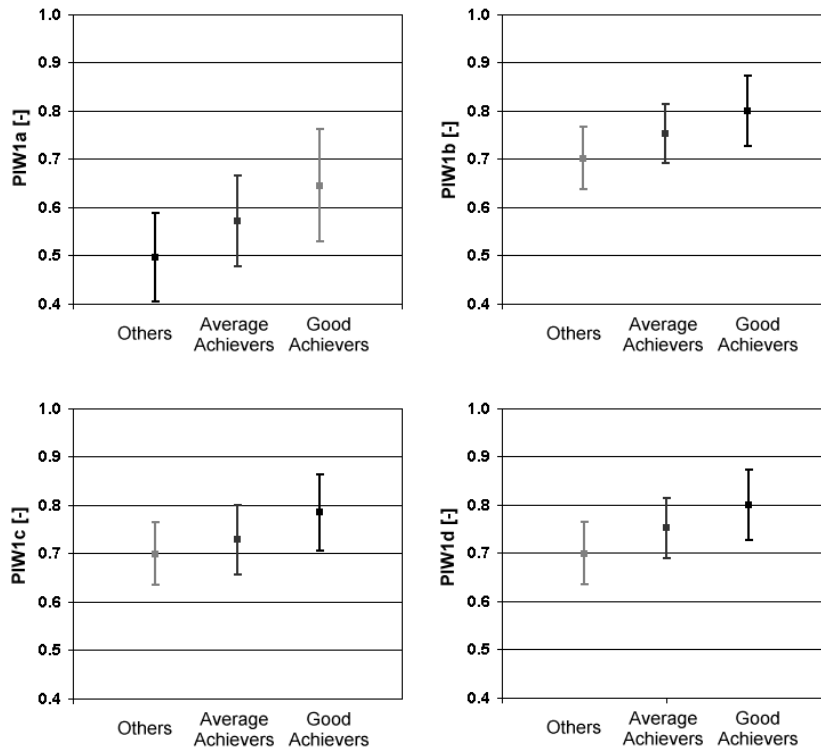 1.0
0.9
0.8
0.7
0.6
0.5
0.4
PIW1a [-]
Others
Average
Achievers
Good
Achievers
1.0
0.9
0.8
0.7
0.6
0.5
0.4
PIW1b [-]
Others
Average
Achievers
Good
Achievers
1.0
0.9
0.8
0.7
0.6
0.5
0.4
PIW1c [-]
Others
Average
Achievers
Good
Achievers
1.0
0.9
0.8
0.7
0.6
0.5
0.4
PIW1d [-]
Others
Average
Achievers
Good
Achievers